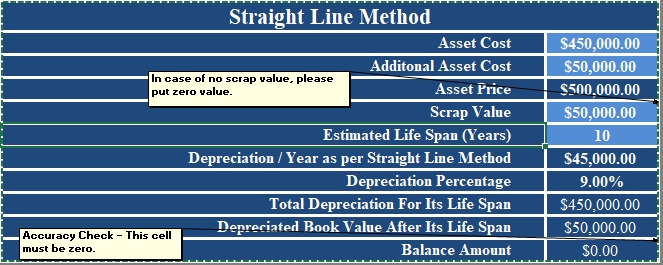 Straight Line Method
Asset Cost $450,000.00
Additonal Asset Cost $50,000.00
In case of no scrap value, please
put zero value.
Asset Price $500,000.00
Scrap Value $50,000.00
Estimated Life Span (Years) 10
Depreciation / Year as per Straight Line Method $45,000.00
Depreciation Percentage 9.00%
Total Depreciation For Its Life Span $450,000.00
Depreciated Book Value After Its Life Span $50,000.00
Accuracy Check - This cell
must be zero.
Balance Amount $0.00